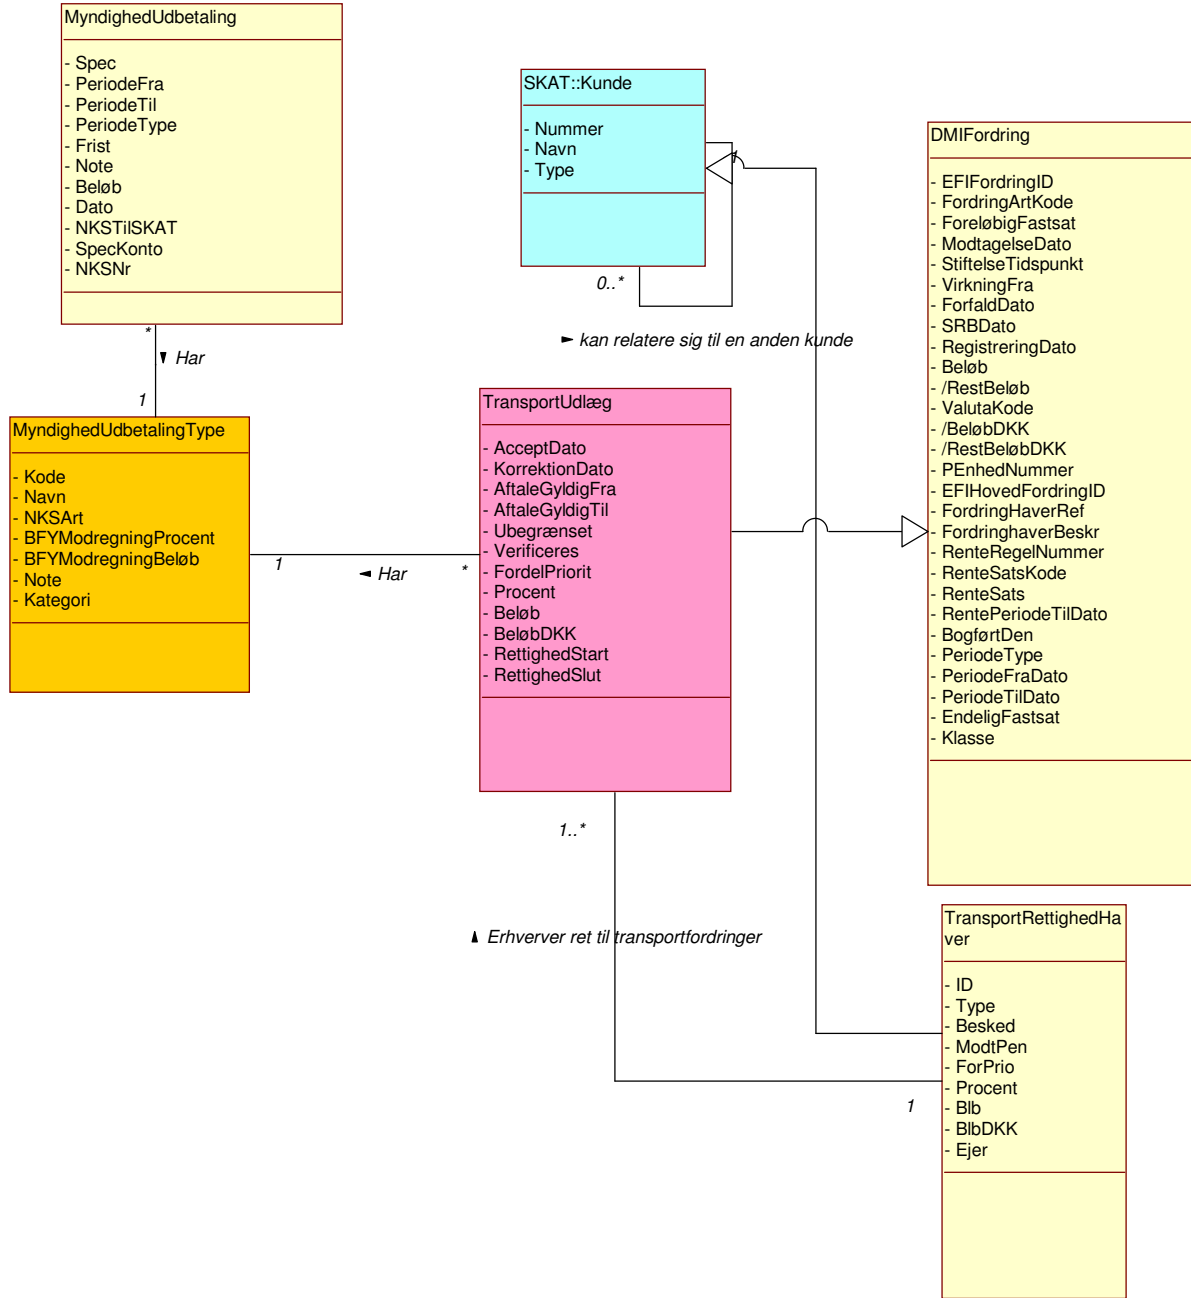 MyndighedUdbetaling
- Spec
- PeriodeFra
- PeriodeTil
- PeriodeType
- Frist
- Note
- Beløb
- Dato
- NKSTilSKAT
- SpecKonto
- NKSNr
*
Har
1
MyndighedUdbetalingType
- Kode
- Navn
- NKSArt
- BFYModregningProcent
- BFYModregningBeløb
- Note
- Kategori
1
Har
*
SKAT::Kunde
- Nummer
- Navn
- Type
1
0..*
kan relatere sig til en anden kunde
TransportUdlæg
- AcceptDato
- KorrektionDato
- AftaleGyldigFra
- AftaleGyldigTil
- Ubegrænset
- Verificeres
- FordelPriorit
- Procent
- Beløb
- BeløbDKK
- RettighedStart
- RettighedSlut
1..*
Erhverver ret til transportfordringer
1
DMIFordring
- EFIFordringID
- FordringArtKode
- ForeløbigFastsat
- ModtagelseDato
- StiftelseTidspunkt
- VirkningFra
- ForfaldDato
- SRBDato
- RegistreringDato
- Beløb
- /RestBeløb
- ValutaKode
- /BeløbDKK
- /RestBeløbDKK
- PEnhedNummer
- EFIHovedFordringID
- FordringHaverRef
- FordringhaverBeskr
- RenteRegelNummer
- RenteSatsKode
- RenteSats
- RentePeriodeTilDato
- BogførtDen
- PeriodeType
- PeriodeFraDato
- PeriodeTilDato
- EndeligFastsat
- Klasse
TransportRettighedHa
ver
- ID
- Type
- Besked
- ModtPen
- ForPrio
- Procent
- Blb
- BlbDKK
- Ejer